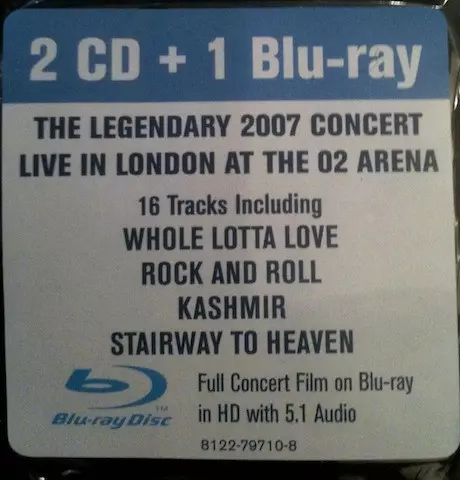 2 CD + 1 Blu-ray
THE LEGENDARY 2007 CONCERT
LIVE IN LONDON AT THE O2 ARENA
16 Tracks Including
WHOLE LOTTA LOVE
ROCK AND ROLL
KASHMIR
STAIRWAY TO HEAVEN
Full Concert Film on Blu-ray
in HD with 5.1 Audio
Blu-ray Disc™
8122-79710-8